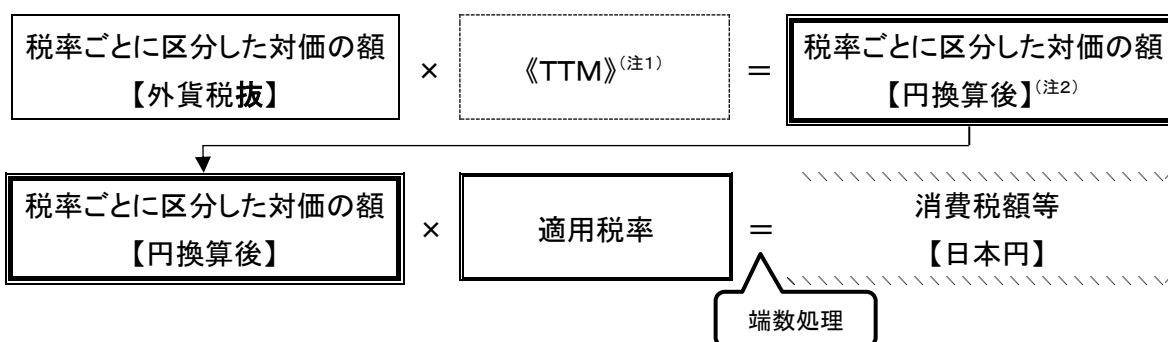 税率ごとに区分した対価の額
【外貨税抜】
×
《TTM》(注1)
＝
税率ごとに区分した対価の額
【円換算後】(注2)
税率ごとに区分した対価の額
【円換算後】
×
適用税率
＝
消費税額等
【日本円】
端数処理